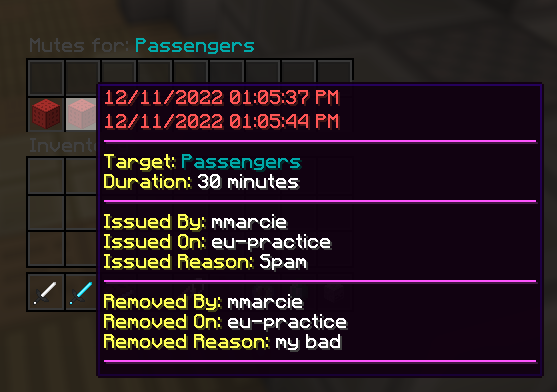 Mutes for: Passengers
12/11/2022 01:05:37 PM
12/11/2022 01:05:44 PM
Target: Passengers
Duration: 30 minutes
Issued By: mmarcie
Issued On: eu-practice
Issued Reason: Spam
Removed By: mmarcie
Removed On: eu-practice
Removed Reason: my bad